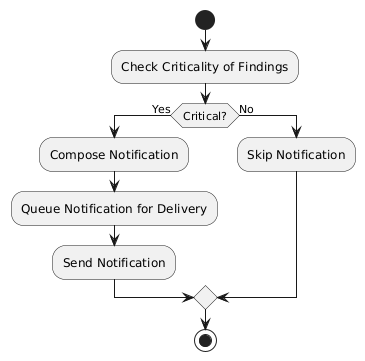 Check Criticality of Findings
Yes
Critical?
No
Compose Notification
Skip Notification
Queue Notification for Delivery
Send Notification